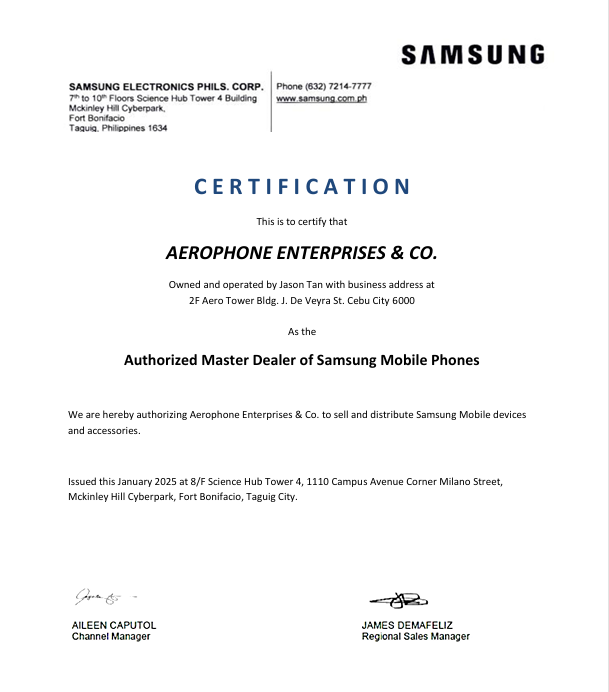 SAMSUNG
SAMSUNG ELECTRONICS PHILS. CORP.
7th to 10th Floors Science Hub Tower 4 Building
Mckinley Hill Cyberpark,
Fort Bonifacio
Taguig, Philippines 1634
Phone (632) 7214-7777
www.samsung.com.ph
CERTIFICATION
This is to certify that
AEROPHONE ENTERPRISES & CO.
Owned and operated by Jason Tan with business address at
2F Aero Tower Bldg. J. De Veyra St. Cebu City 6000
As the
Authorized Master Dealer of Samsung Mobile Phones
We are hereby authorizing Aerophone Enterprises & Co. to sell and distribute Samsung Mobile devices
and accessories.
Issued this January 2025 at 8/F Science Hub Tower 4, 1110 Campus Avenue Corner Milano Street,
Mckinley Hill Cyberpark, Fort Bonifacio, Taguig City.
AILEEN CAPUTOL
Channel Manager
JAMES DEMAFELIZ
Regional Sales Manager